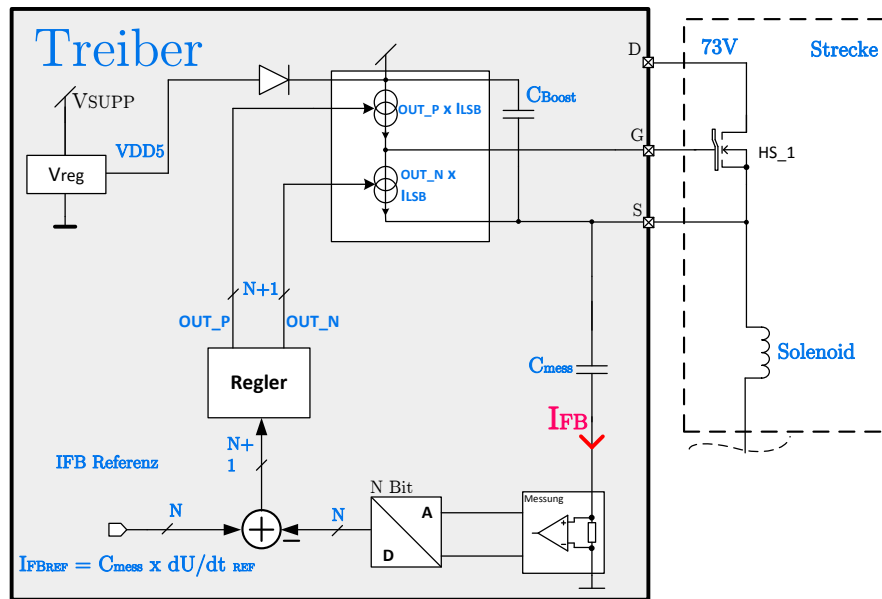 Treiber
D
73V
Strecke
VSUPP
CBoost
OUT_P x ILSB
G
HS_1
VDD5
Vreg
OUT_N x
ILSB
S
N+1
OUT_P
OUT_N
Regler
Cmess
Solenoid
IFB
N+
1
IFB Referenz
N Bit
Messung
N
N
A
D
+
-
IFBREF = Cmess x dU/dt REF